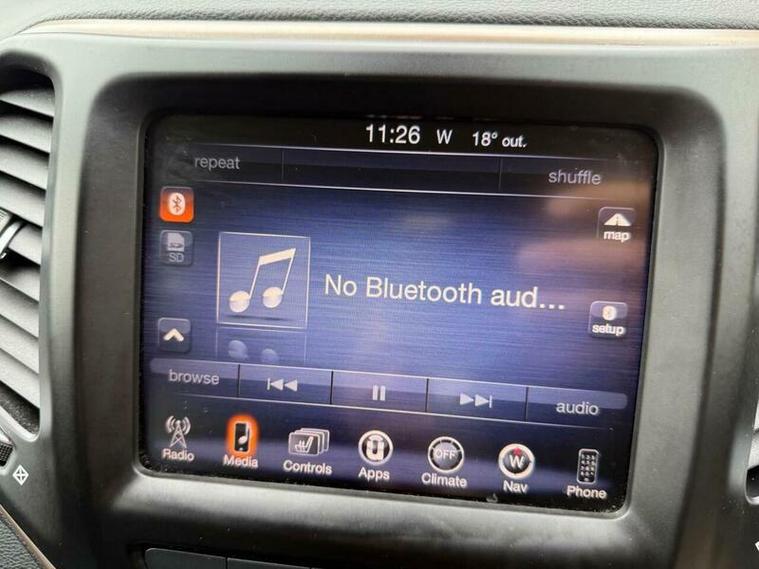 11:26 W 18° out.
repeat
shuffle
map
SD
No Bluetooth aud...
setup
browse
audio
Radio
Media
Controls
Apps
OFF
Climate
W
Nav
Phone